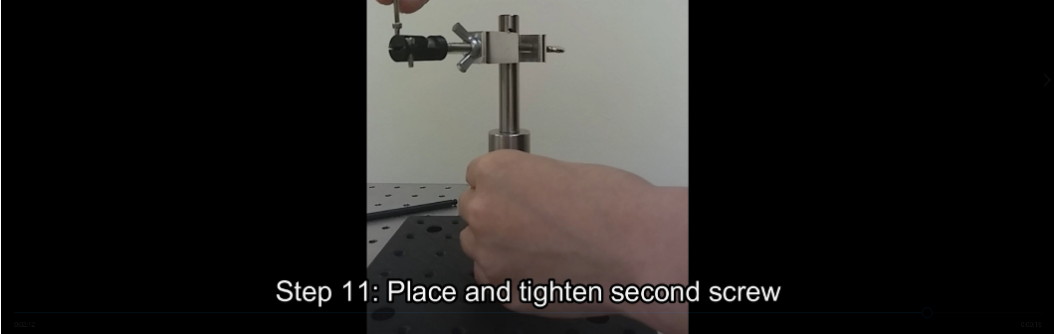 Step 11: Place and tighten second screw